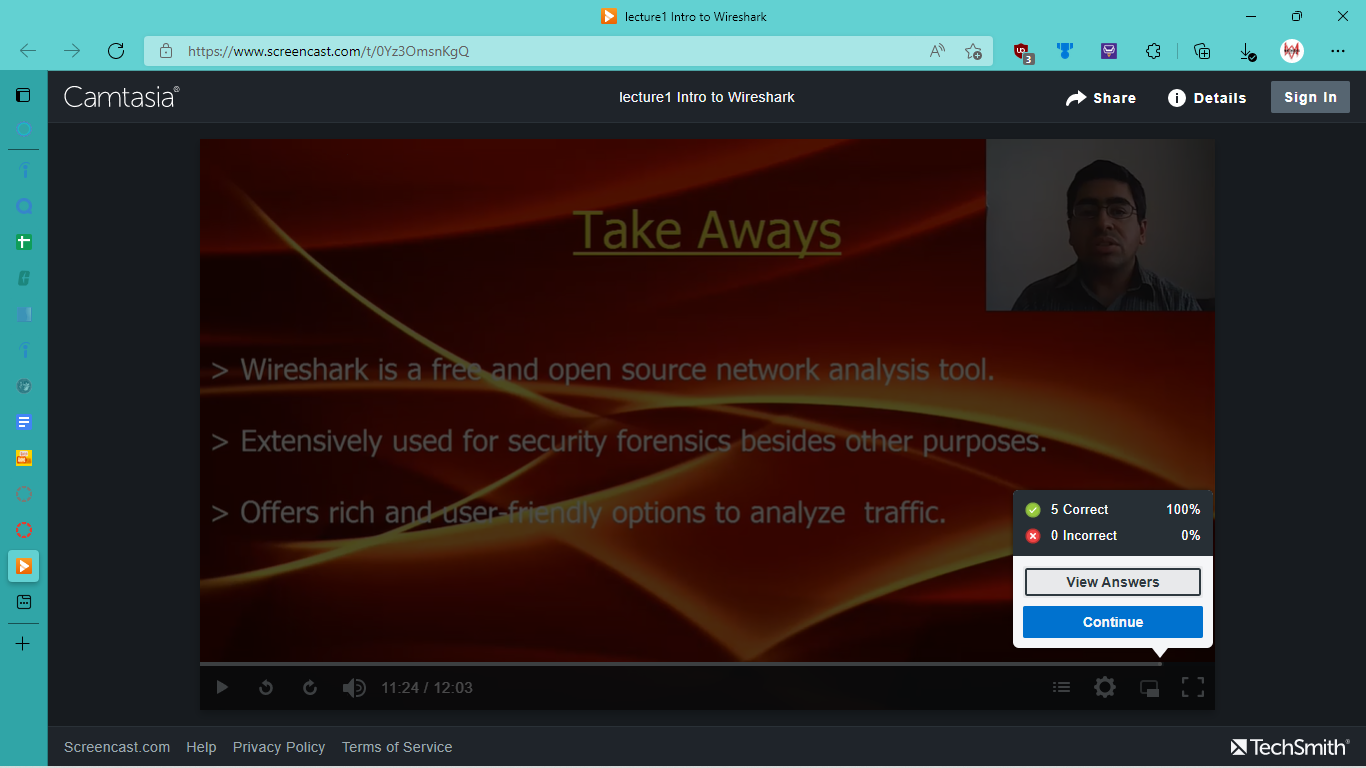 lecture1 Intro to Wireshark
https://www.screencast.com/t/0Yz3OmsnKgQ
3
Camtasia®
lecture1 Intro to Wireshark
Share
Details
Sign In
Take Aways
> Wireshark is a free and open source network analysis tool.
> Extensively used for security forensics besides other purposes.
> Offers rich and user-friendly options to analyze traffic.
5 Correct 100%
0 Incorrect 0%
View Answers
Continue
11:24 / 12:03
Screencast.com Help Privacy Policy Terms of Service
TechSmith®